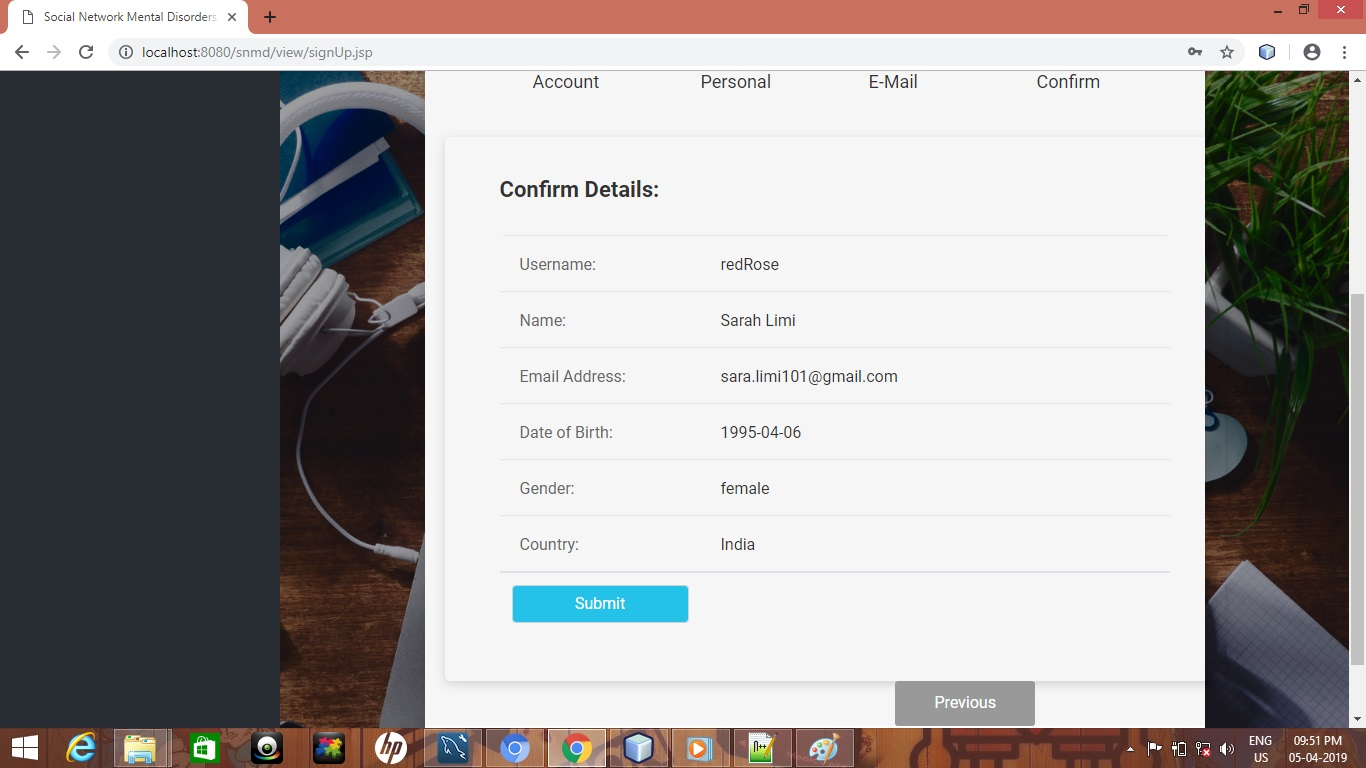 Social Network Mental Disorders
localhost:8080/snmd/view/signUp.jsp
Account Personal E-Mail Confirm
Confirm Details:
Username: redRose
Name: Sarah Limi
Email Address: sara.limi101@gmail.com
Date of Birth: 1995-04-06
Gender: female
Country: India
Submit
Previous
hp
n++
ENG 09:51 PM
US 05-04-2019